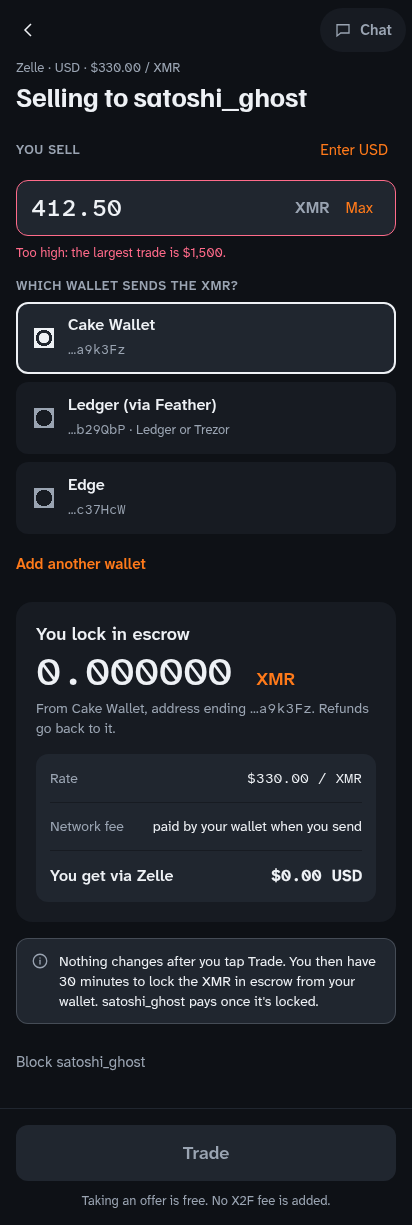 Chat
Zelle · USD · $330.00 / XMR
Selling to satoshi_ghost
YOU SELL
Enter USD
412.50
XMR
Max
Too high: the largest trade is $1,500.
WHICH WALLET SENDS THE XMR?
Cake Wallet
…a9k3Fz
Ledger (via Feather)
…b29QbP · Ledger or Trezor
Edge
…c37HcW
Add another wallet
You lock in escrow
0.000000 XMR
From Cake Wallet, address ending …a9k3Fz. Refunds
go back to it.
Rate
$330.00 / XMR
Network fee
paid by your wallet when you send
You get via Zelle
$0.00 USD
Nothing changes after you tap Trade. You then have
30 minutes to lock the XMR in escrow from your
wallet. satoshi_ghost pays once it's locked.
Block satoshi_ghost
Trade
Taking an offer is free. No X2F fee is added.